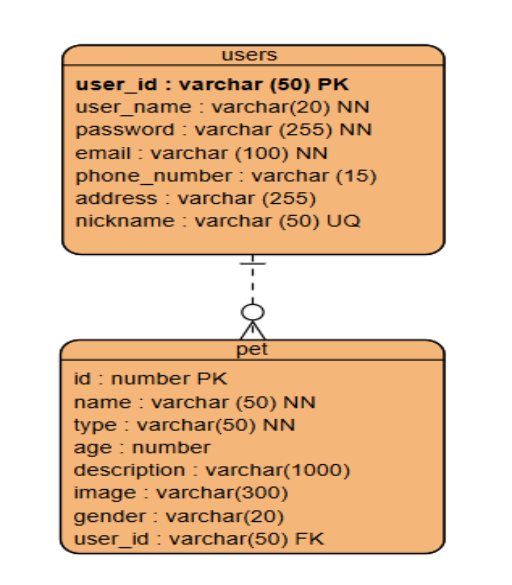 users
user_id : varchar (50) PK
user_name : varchar(20) NN
password : varchar (255) NN
email : varchar (100) NN
phone_number : varchar (15)
address : varchar (255)
nickname : varchar (50) UQ
pet
id : number PK
name : varchar (50) NN
type : varchar(50) NN
age : number
description : varchar(1000)
image : varchar(300)
gender : varchar(20)
user_id : varchar(50) FK